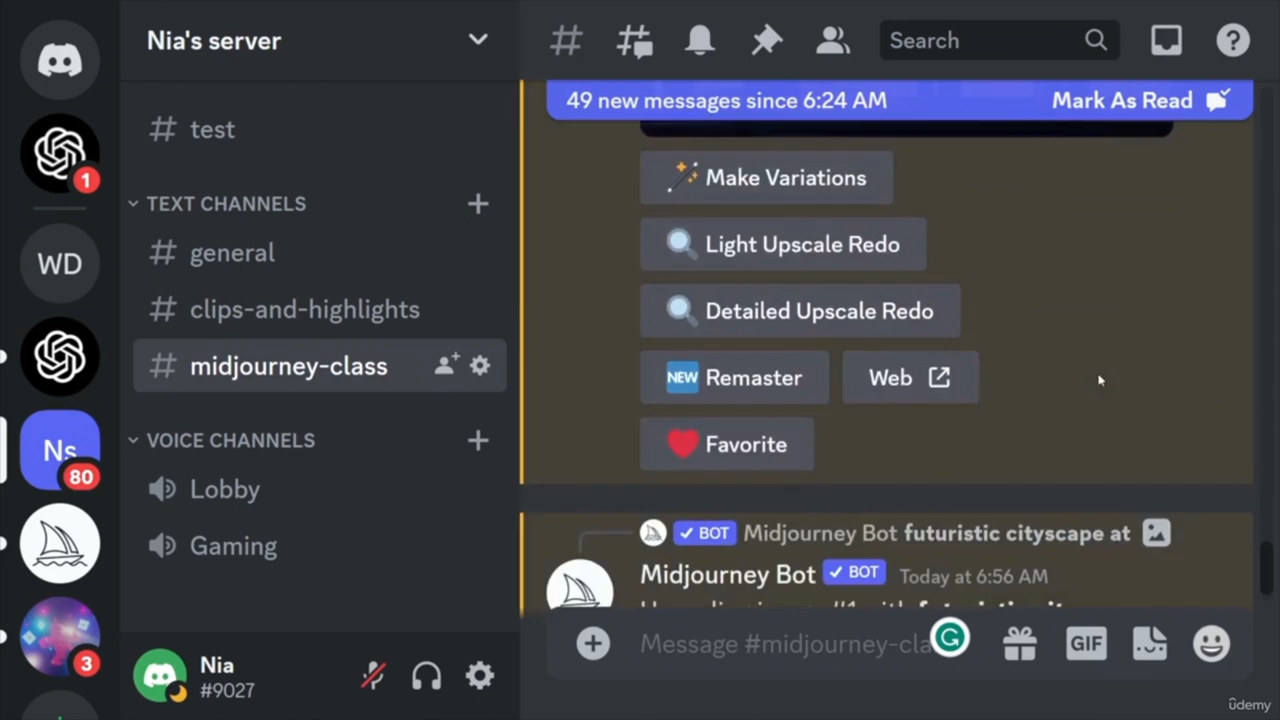 Nia's server
Search
49 new messages since 6:24 AM
Mark As Read
# test
TEXT CHANNELS
# general
# clips-and-highlights
# midjourney-class
VOICE CHANNELS
Lobby
Gaming
1
WD
Ns
80
3
Nia
#9027
Make Variations
Light Upscale Redo
Detailed Upscale Redo
NEW Remaster
Web
Favorite
✓ BOT Midjourney Bot futuristic cityscape at
Midjourney Bot ✓ BOT Today at 6:56 AM
Message #midjourney-cla
GIF
ûdemy